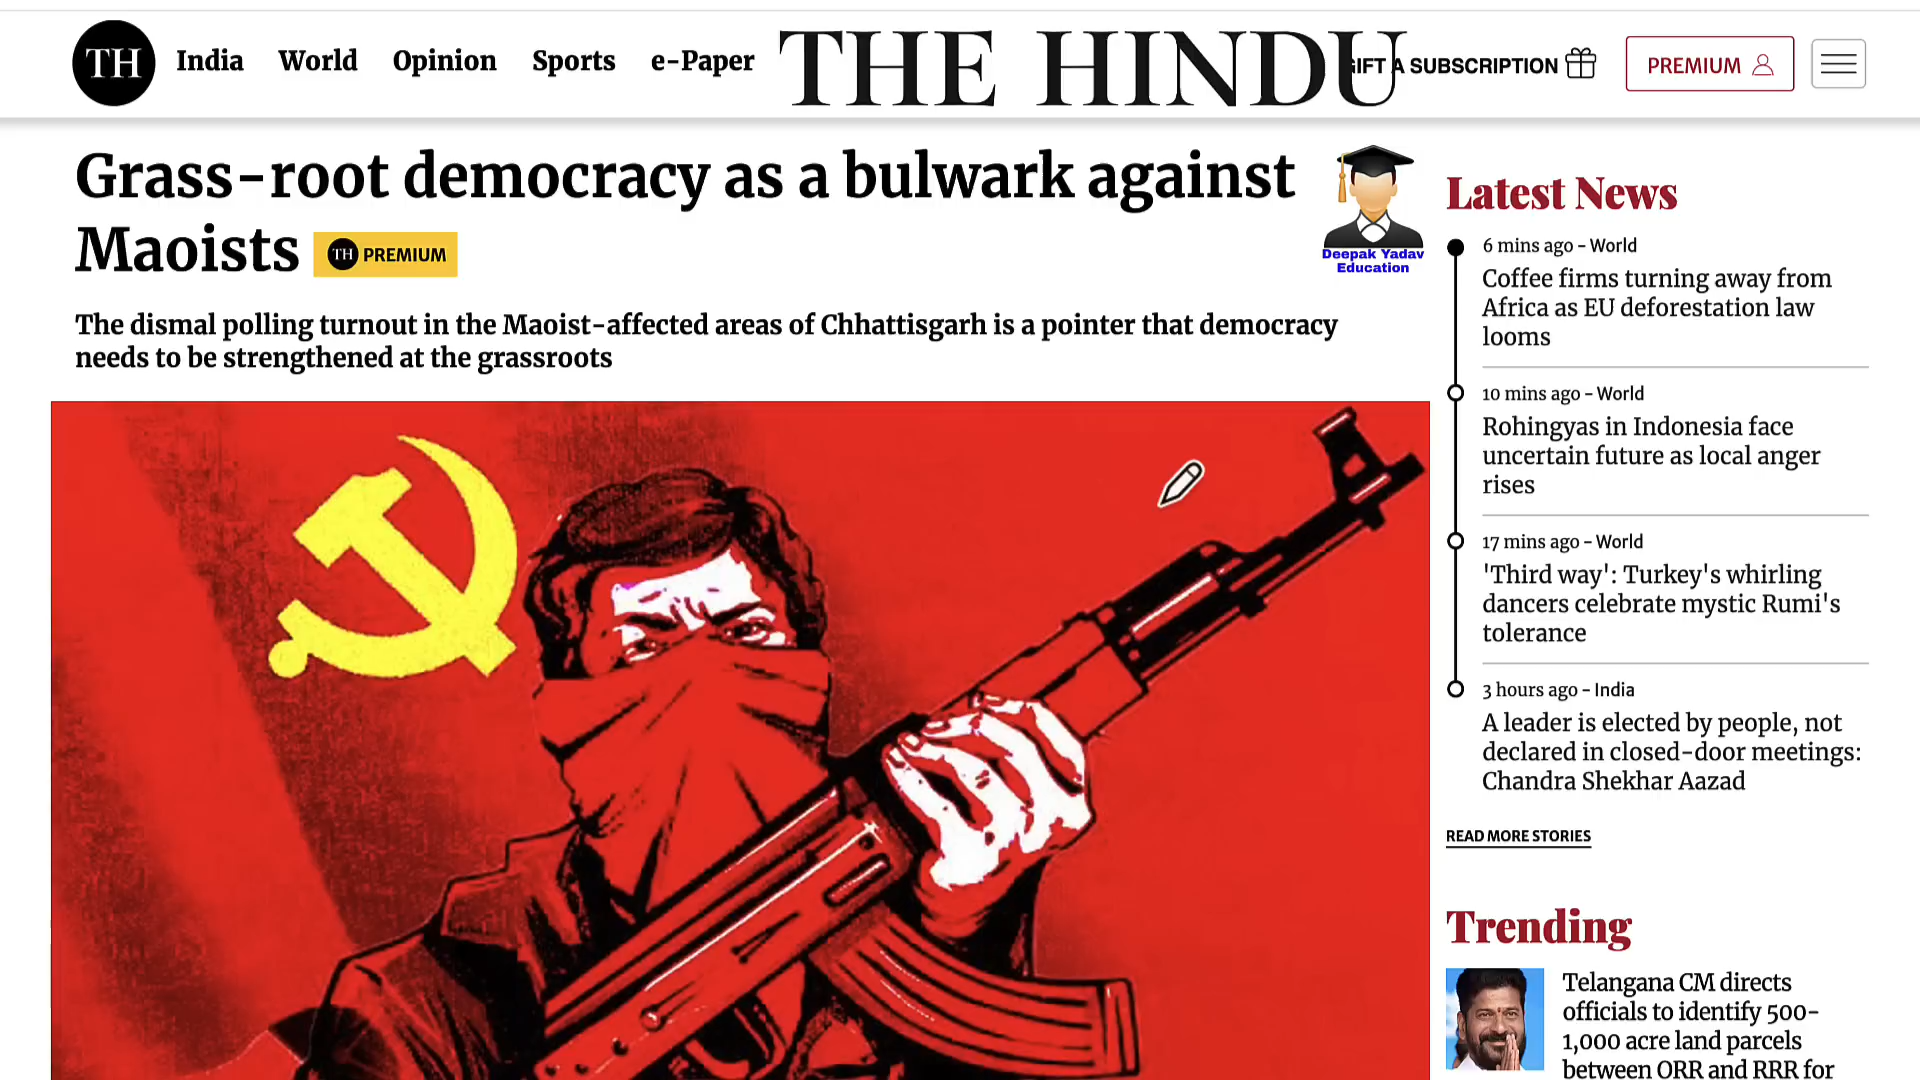 TH India World Opinion Sports e-Paper THE HINDU GIFT A SUBSCRIPTION PREMIUM
Grass-root democracy as a bulwark against
Maoists TH PREMIUM
Deepak Yadav
Education
The dismal polling turnout in the Maoist-affected areas of Chhattisgarh is a pointer that democracy
needs to be strengthened at the grassroots
Latest News
6 mins ago - World
Coffee firms turning away from
Africa as EU deforestation law
looms
10 mins ago - World
Rohingyas in Indonesia face
uncertain future as local anger
rises
17 mins ago - World
'Third way': Turkey's whirling
dancers celebrate mystic Rumi's
tolerance
3 hours ago - India
A leader is elected by people, not
declared in closed-door meetings:
Chandra Shekhar Aazad
READ MORE STORIES
Trending
Telangana CM directs
officials to identify 500-
1,000 acre land parcels
between ORR and RRR for